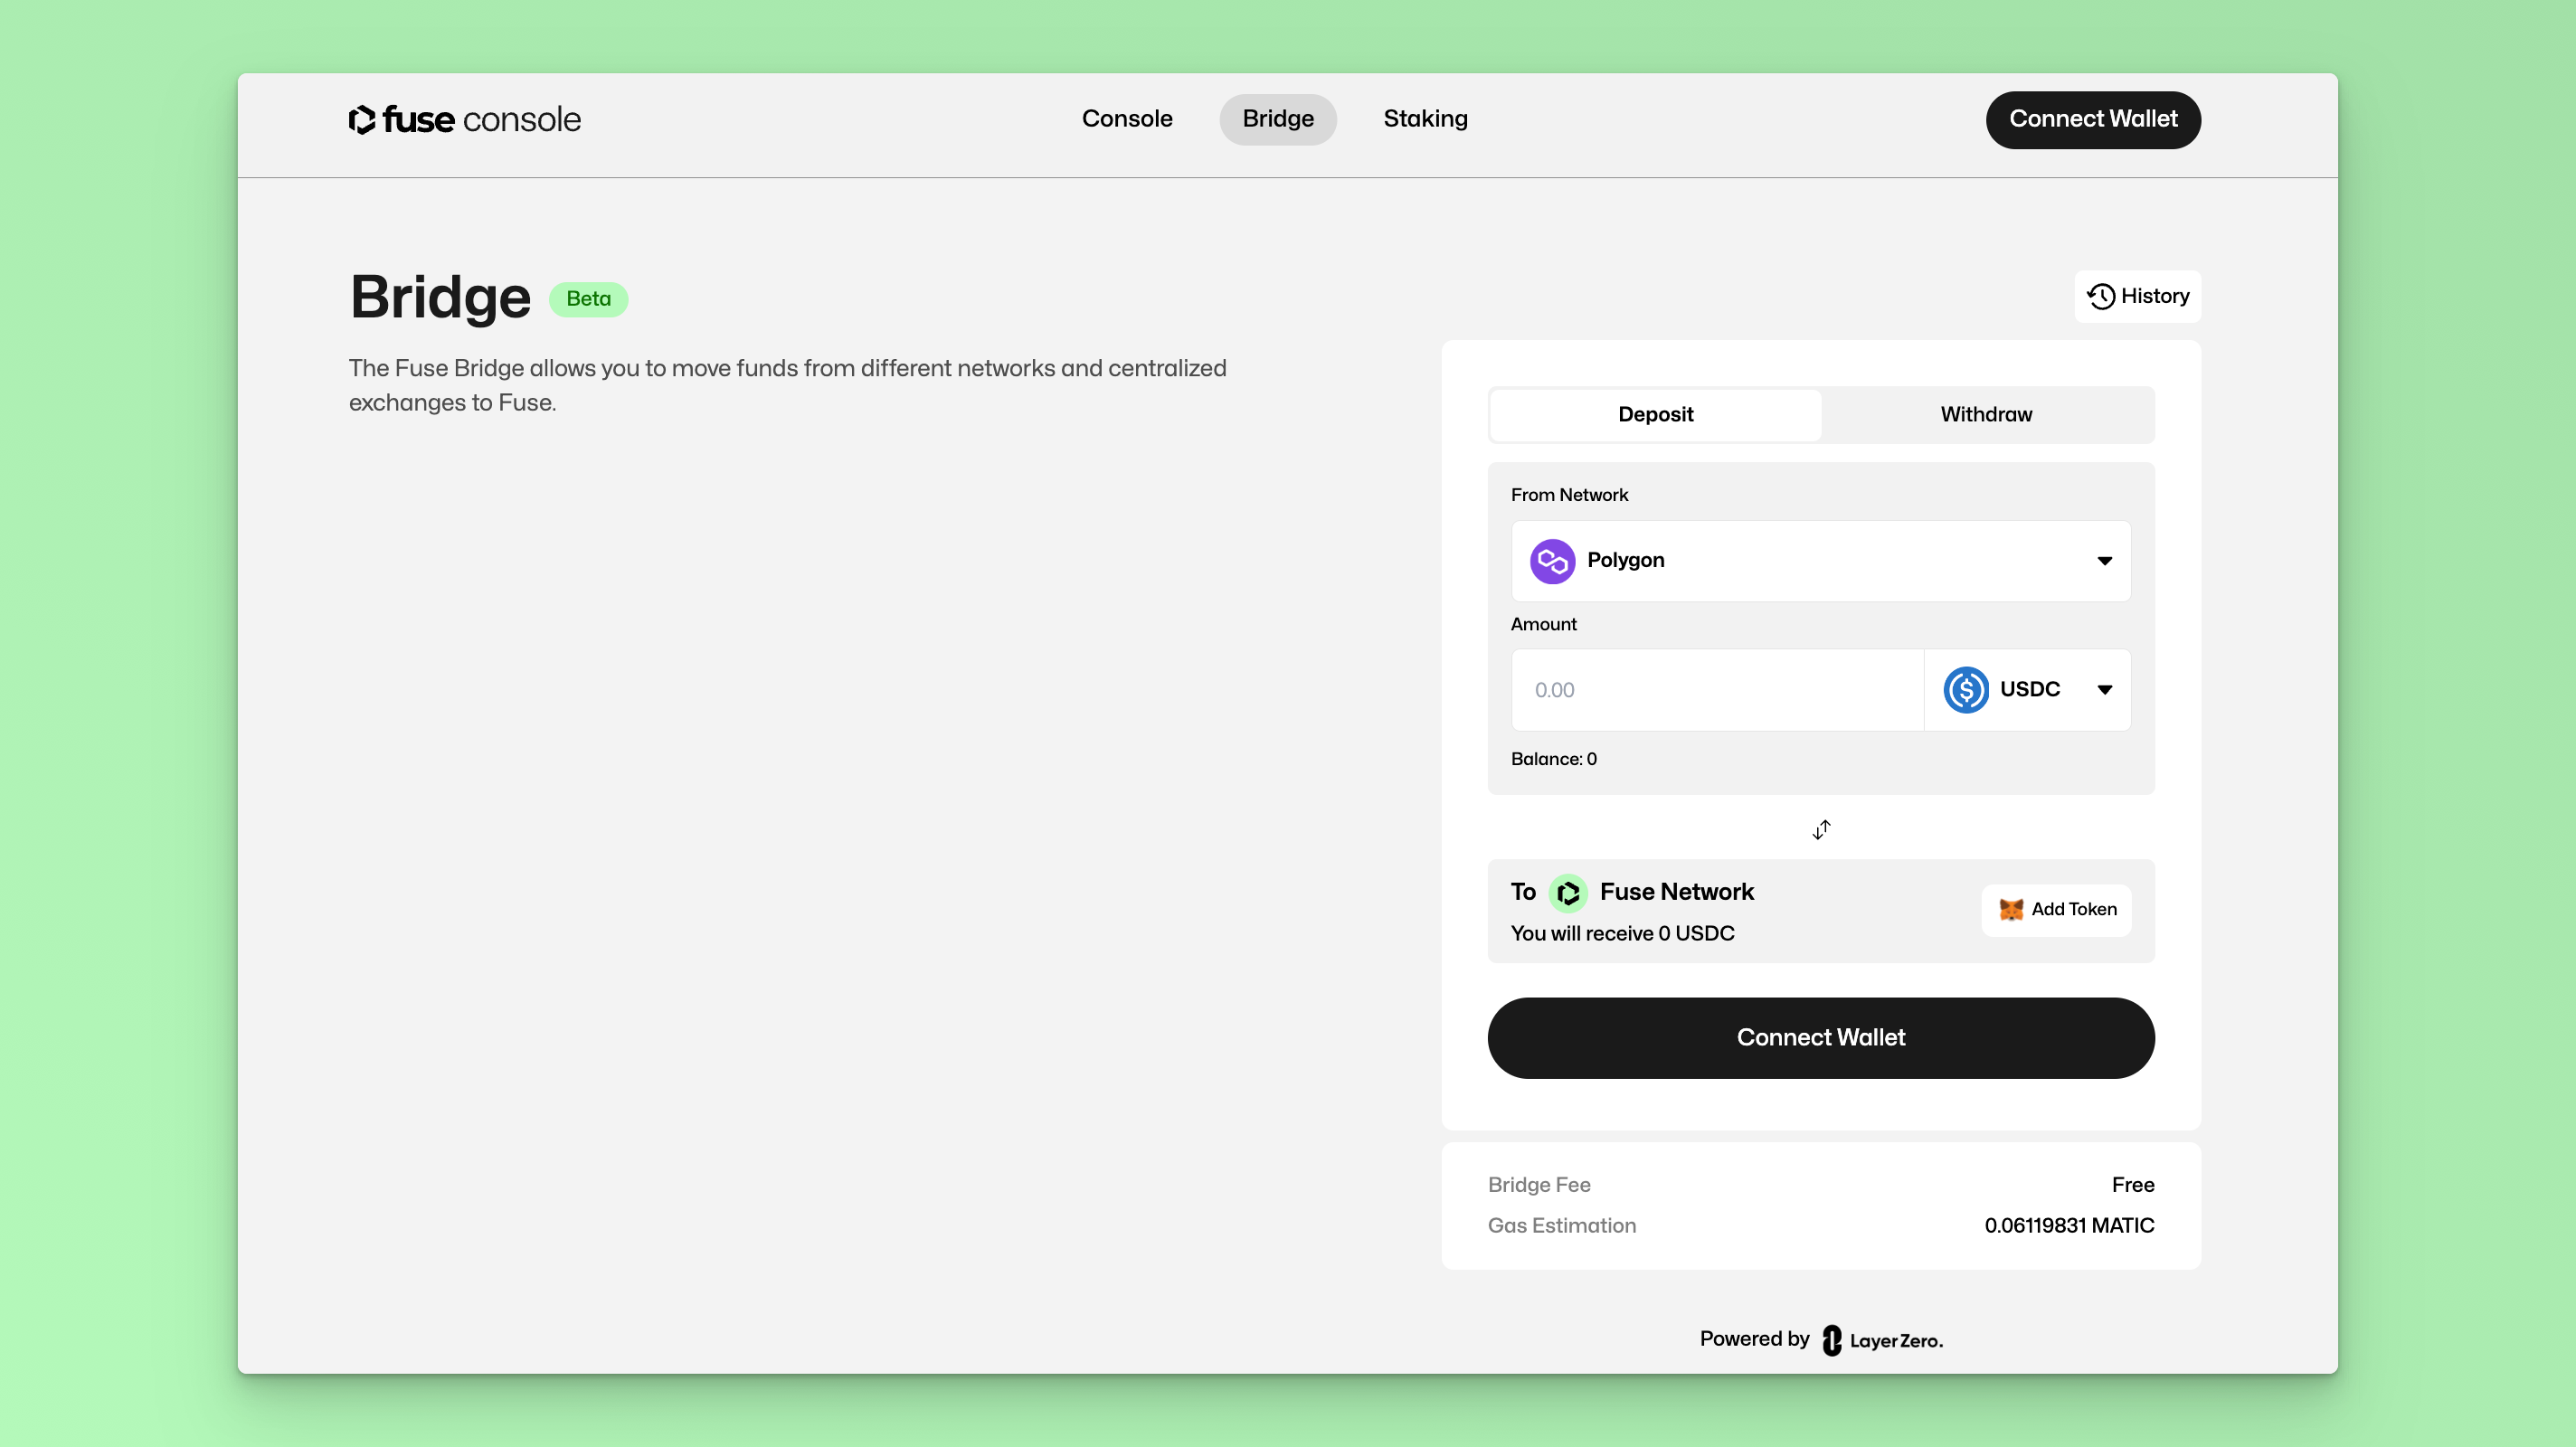 fuse console
Console
Bridge
Staking
Connect Wallet
Bridge
Beta
The Fuse Bridge allows you to move funds from different networks and centralized
exchanges to Fuse.
History
Deposit
Withdraw
From Network
Polygon
Amount
0.00
USDC
Balance: 0
To Fuse Network
You will receive 0 USDC
Add Token
Connect Wallet
Bridge Fee
Free
Gas Estimation
0.06119831 MATIC
Powered by LayerZero.